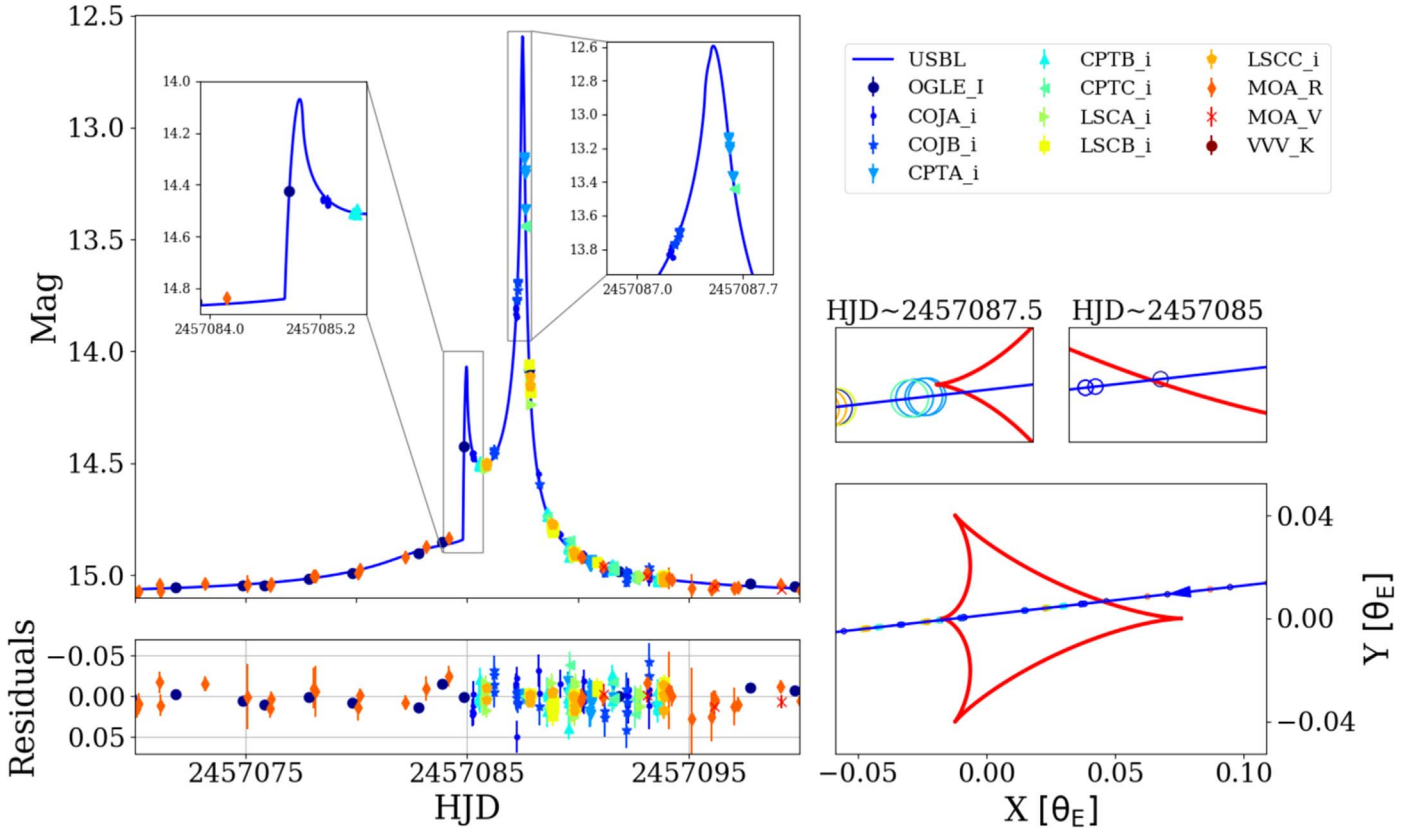 Mag
12.5
13.0
13.5
14.0
14.5
15.0
14.0
14.2
14.4
14.6
14.8
2457084.0 2457085.2
12.6
12.8
13.0
13.2
13.4
13.6
13.8
2457087.0 2457087.7
Residuals
−0.05
0.00
0.05
2457075 2457085 2457095
HJD
USBL
OGLE_I
COJA_i
COJB_i
CPTA_i
CPTB_i
CPTC_i
LSCA_i
LSCB_i
LSCC_i
MOA_R
MOA_V
VVV_K
HJD~2457087.5 HJD~2457085
0.04
0.00
−0.04
Y [θE]
−0.05 0.00 0.05 0.10
X [θE]